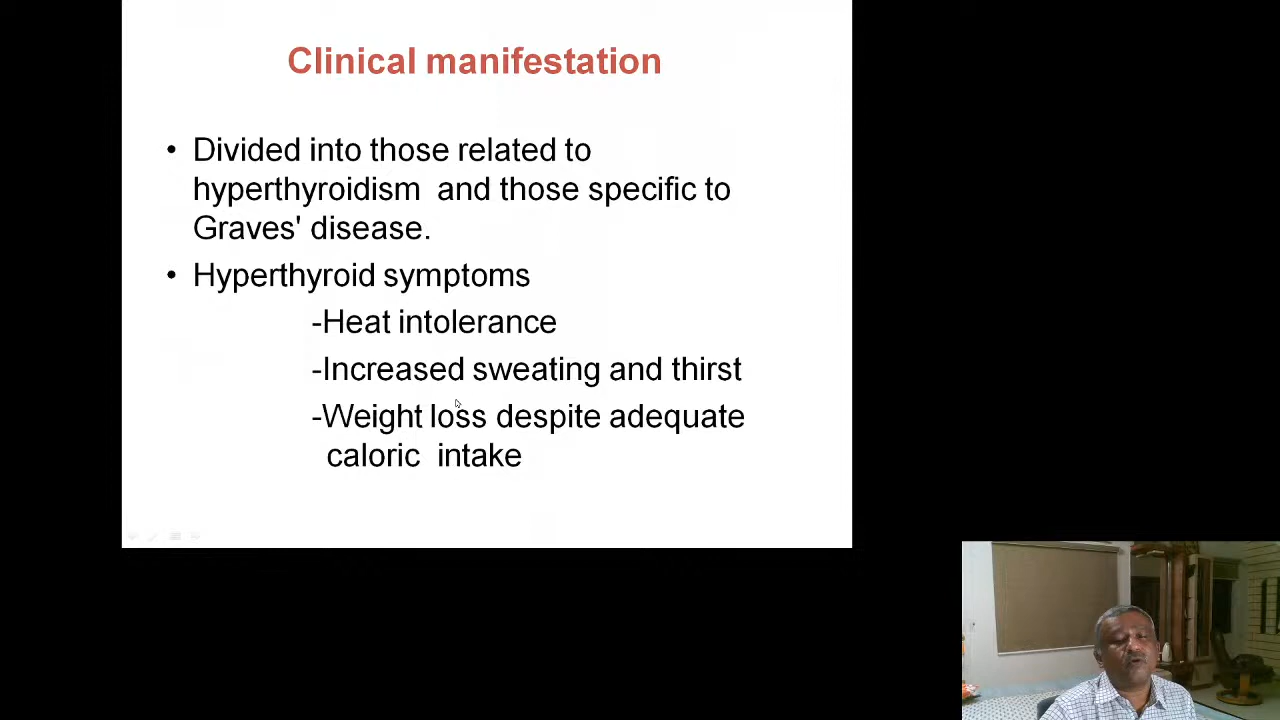 Clinical manifestation
• Divided into those related to
hyperthyroidism and those specific to
Graves' disease.
• Hyperthyroid symptoms
-Heat intolerance
-Increased sweating and thirst
-Weight loss despite adequate
caloric intake